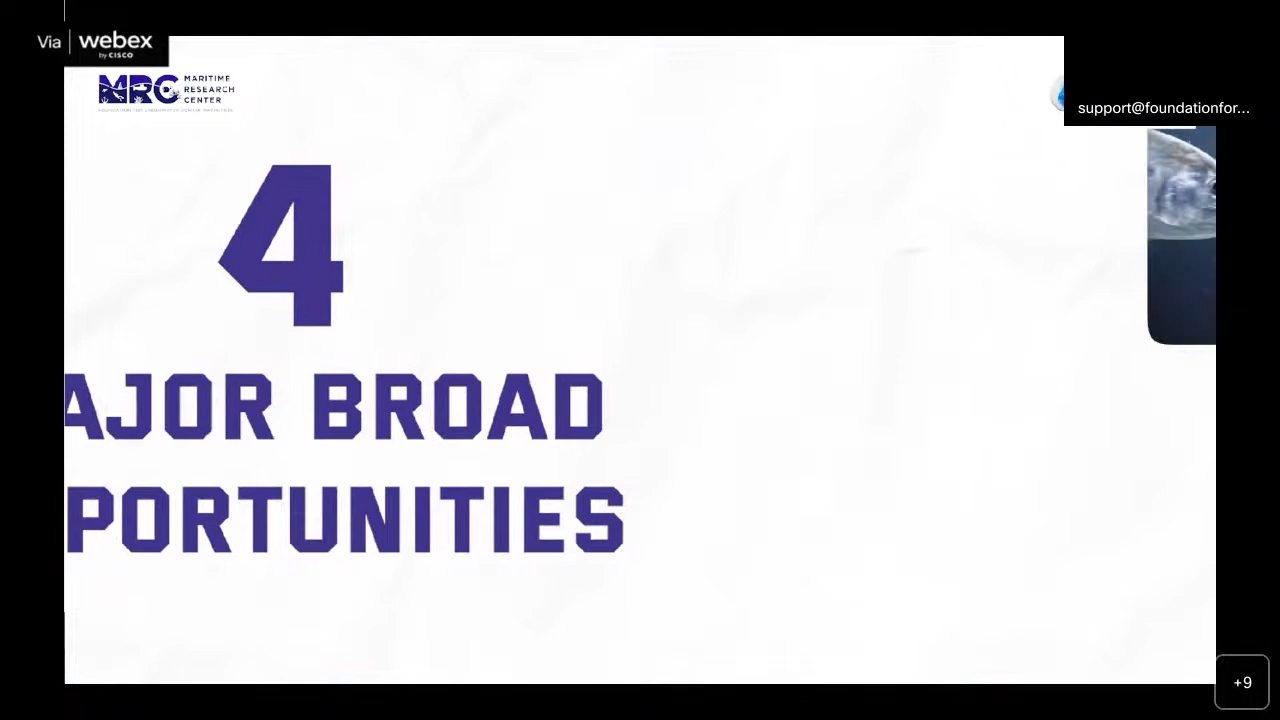 Via webex
by CISCO
MRC MARITIME
RESEARCH
CENTER
support@foundationfor...
4
AJOR BROAD
PORTUNITIES
+9